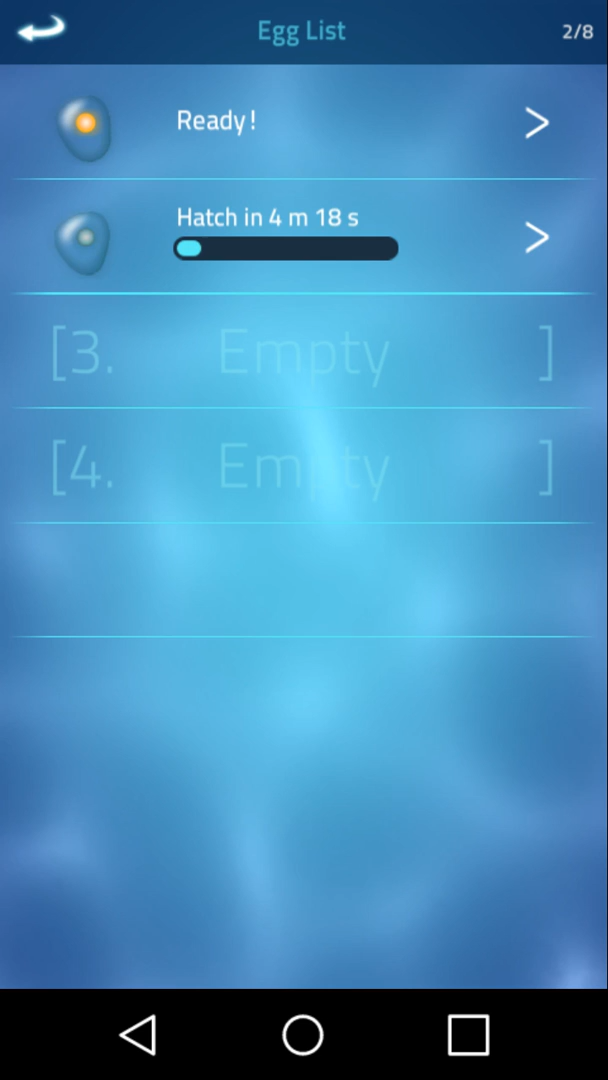 Egg List
2/8
Ready!
Hatch in 4 m 18 s
[3. Empty ]
[4. Empty ]